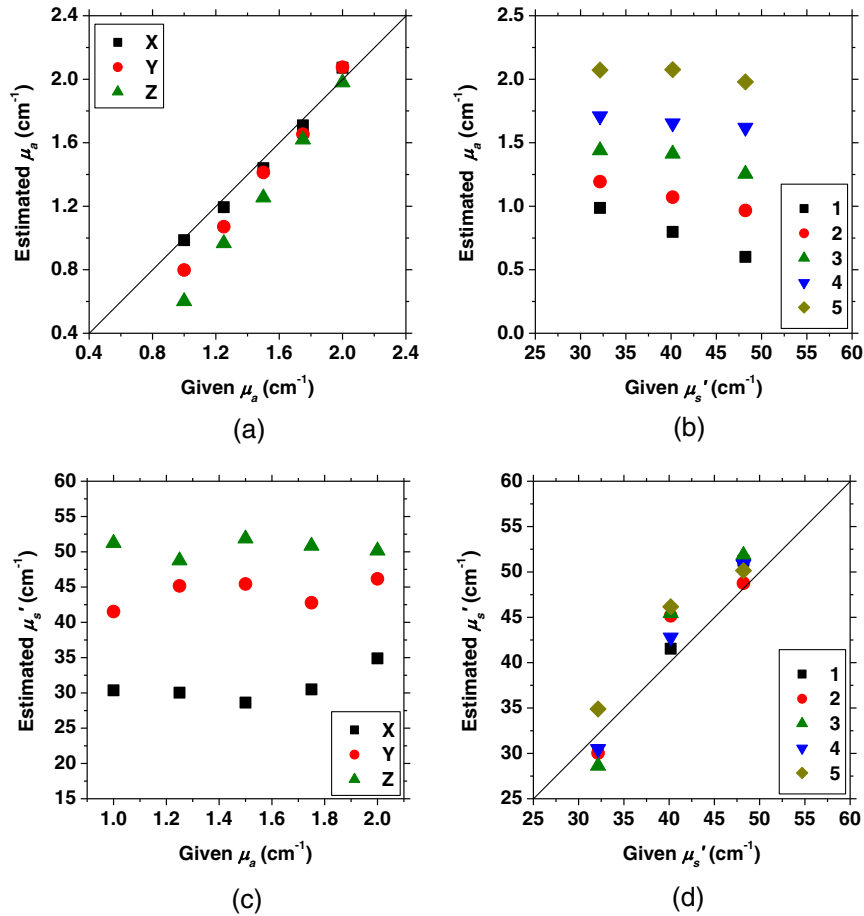 2.4
2.0
1.6
1.2
0.8
0.4
Estimated μa (cm-1)
X
Y
Z
0.4 0.8 1.2 1.6 2.0 2.4
Given μa (cm-1)
(a)
2.5
2.0
1.5
1.0
0.5
0.0
Estimated μa (cm-1)
1
2
3
4
5
25 30 35 40 45 50 55 60
Given μs′ (cm-1)
(b)
60
55
50
45
40
35
30
25
20
15
Estimated μs′ (cm-1)
X
Y
Z
1.0 1.2 1.4 1.6 1.8 2.0
Given μa (cm-1)
(c)
60
55
50
45
40
35
30
25
Estimated μs′ (cm-1)
1
2
3
4
5
25 30 35 40 45 50 55 60
Given μs′ (cm-1)
(d)